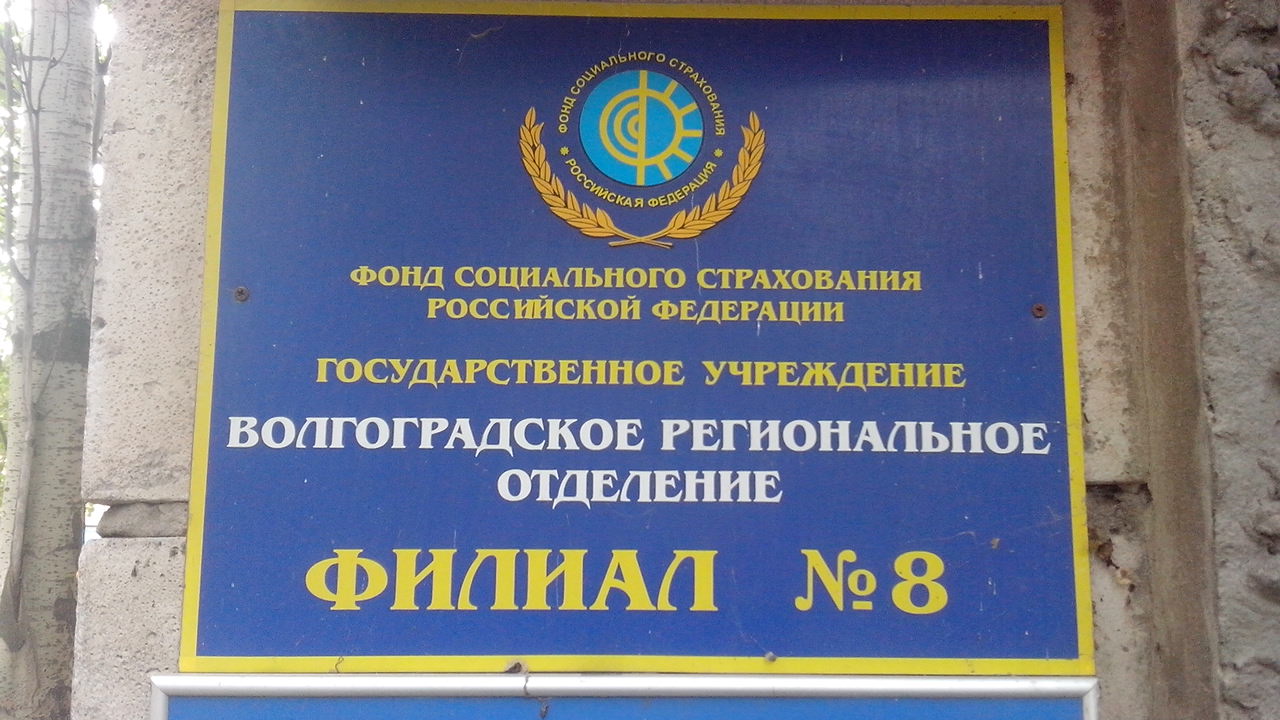 ФОНД СОЦИАЛЬНОГО СТРАХОВАНИЯ
РОССИЙСКАЯ ФЕДЕРАЦИЯ
ФОНД СОЦИАЛЬНОГО СТРАХОВАНИЯ
РОССИЙСКОЙ ФЕДЕРАЦИИ
ГОСУДАРСТВЕННОЕ УЧРЕЖДЕНИЕ
ВОЛГОГРАДСКОЕ РЕГИОНАЛЬНОЕ
ОТДЕЛЕНИЕ
ФИЛИАЛ №8